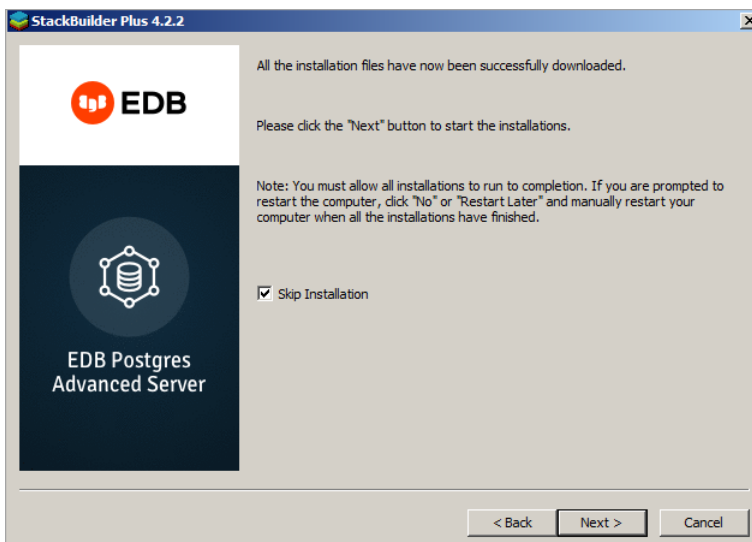 StackBuilder Plus 4.2.2
EDB
EDB Postgres
Advanced Server
All the installation files have now been successfully downloaded.
Please click the "Next" button to start the installations.
Note: You must allow all installations to run to completion. If you are prompted to
restart the computer, click "No" or "Restart Later" and manually restart your
computer when all the installations have finished.
Skip Installation
< Back
Next >
Cancel